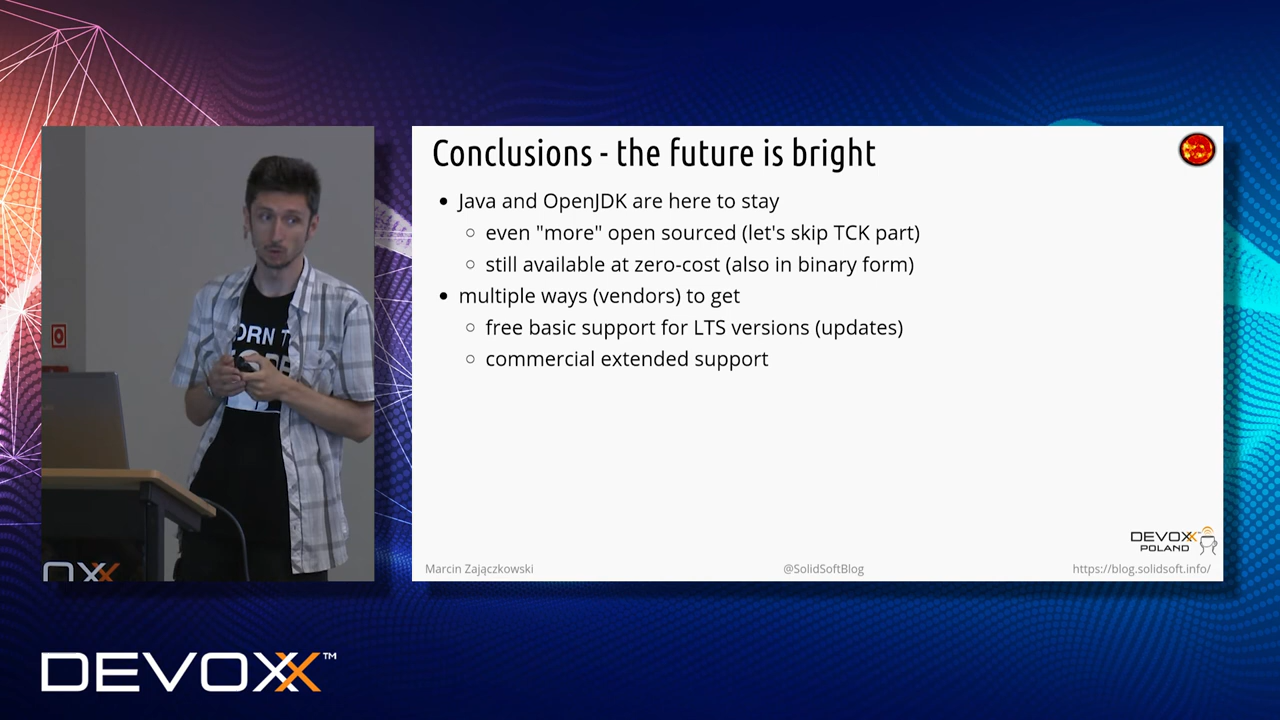 Conclusions - the future is bright
Java and OpenJDK are here to stay
even "more" open sourced (let's skip TCK part)
still available at zero-cost (also in binary form)
multiple ways (vendors) to get
free basic support for LTS versions (updates)
commercial extended support
DEVOXX™
POLAND
Marcin Zajączkowski
@SolidSoftBlog
https://blog.solidsoft.info/
DEVOXX™